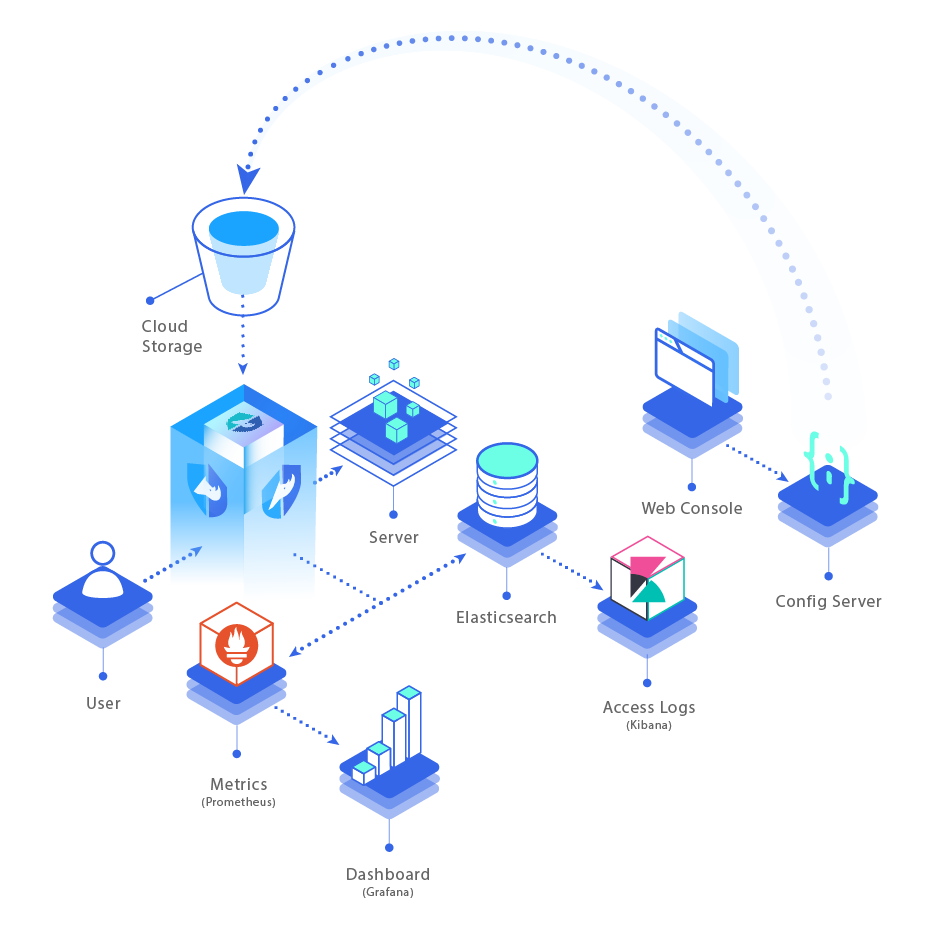 Cloud
Storage
Server
Web Console
Elasticsearch
Config Server
User
Access Logs
(Kibana)
Metrics
(Prometheus)
Dashboard
(Grafana)